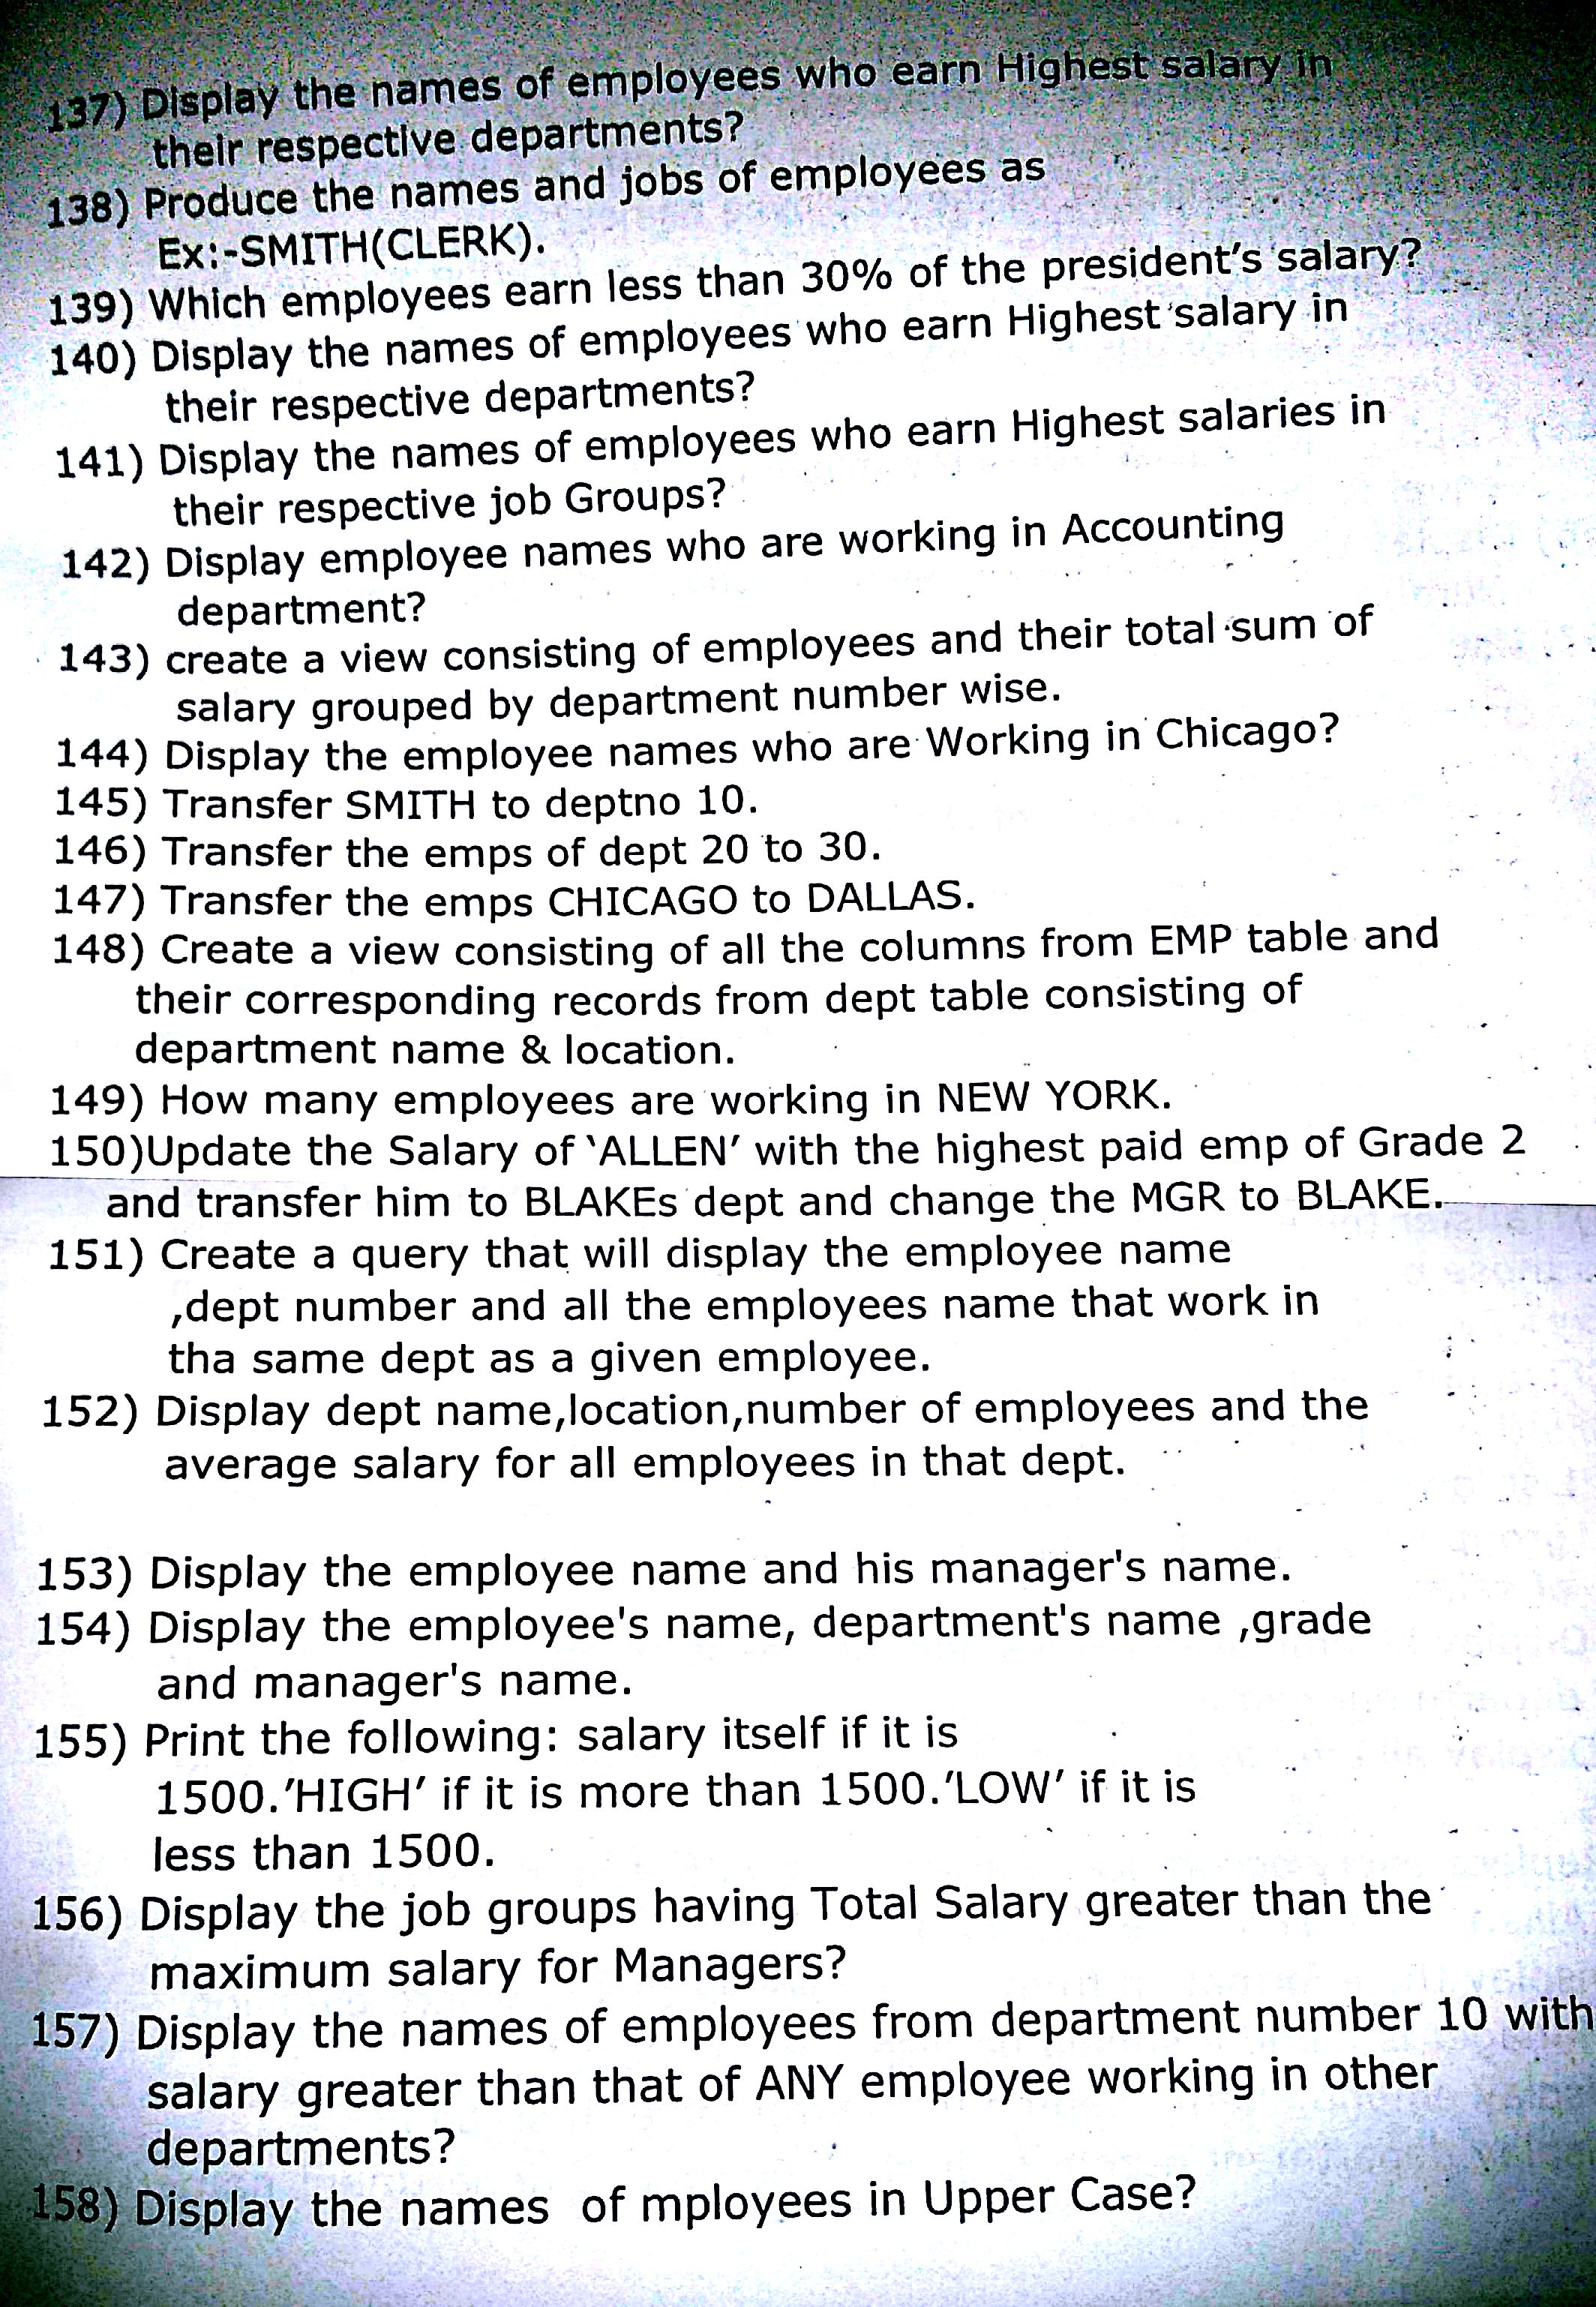 137) Display the names of employees who earn Highest salary in
their respective departments?
138) Produce the names and jobs of employees as
Ex:-SMITH(CLERK).
139) Which employees earn less than 30% of the president's salary?
140) Display the names of employees who earn Highest salary in
their respective departments?
141) Display the names of employees who earn Highest salaries in
their respective job Groups?
142) Display employee names who are working in Accounting
department?
143) create a view consisting of employees and their total sum of
salary grouped by department number wise.
144) Display the employee names who are Working in Chicago?
145) Transfer SMITH to deptno 10.
146) Transfer the emps of dept 20 to 30.
147) Transfer the emps CHICAGO to DALLAS.
148) Create a view consisting of all the columns from EMP table and
their corresponding records from dept table consisting of
department name & location.
149) How many employees are working in NEW YORK.
150)Update the Salary of ‘ALLEN’ with the highest paid emp of Grade 2
and transfer him to BLAKEs dept and change the MGR to BLAKE.
151) Create a query that will display the employee name
,dept number and all the employees name that work in
tha same dept as a given employee.
152) Display dept name,location,number of employees and the
average salary for all employees in that dept.
153) Display the employee name and his manager's name.
154) Display the employee's name, department's name ,grade
and manager's name.
155) Print the following: salary itself if it is
1500.’HIGH’ if it is more than 1500.’LOW’ if it is
less than 1500.
156) Display the job groups having Total Salary greater than the
maximum salary for Managers?
157) Display the names of employees from department number 10 with
salary greater than that of ANY employee working in other
departments?
158) Display the names of mployees in Upper Case?